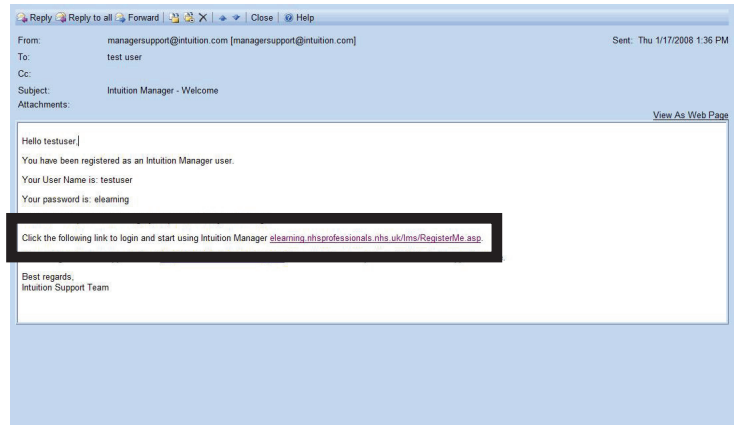 Reply Reply to all Forward Close Help
From: managersupport@intuition.com [managersupport@intuition.com] Sent: Thu 1/17/2008 1:36 PM
To: test user
Cc:
Subject: Intuition Manager - Welcome
Attachments:
View As Web Page
Hello testuser,
You have been registered as an Intuition Manager user.
Your User Name is: testuser
Your password is: elearning
Click the following link to login and start using Intuition Manager elearning.nhsprofessionals.nhs.uk/lms/RegisterMe.asp.
Best regards,
Intuition Support Team